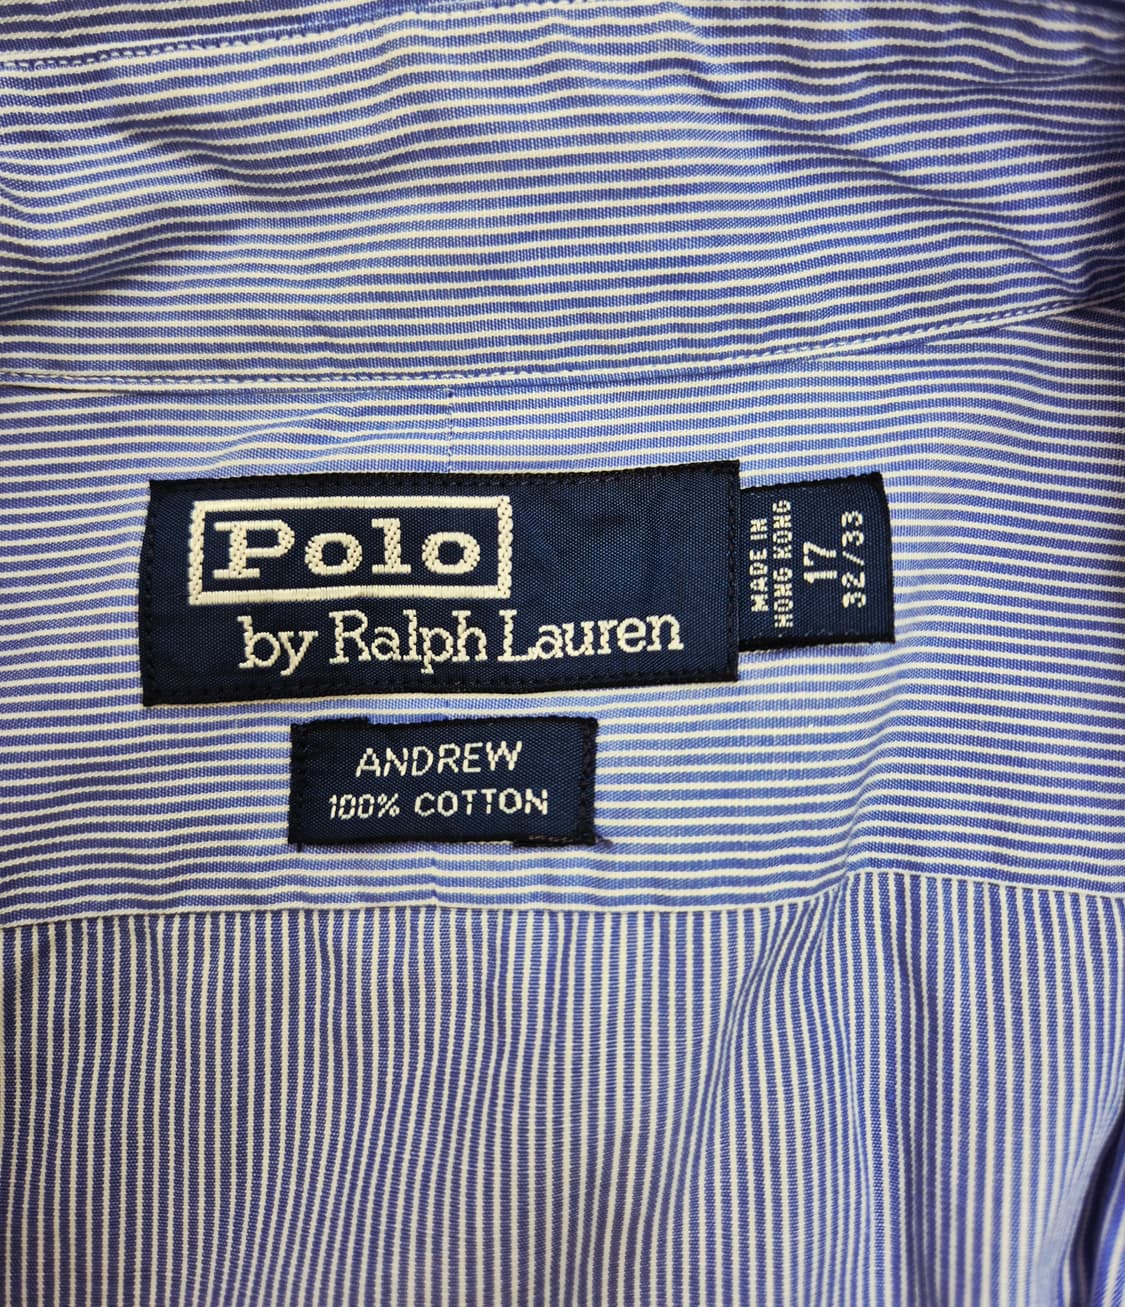 Polo
by Ralph Lauren
MADE IN
HONG KONG
17
32/33
ANDREW
100% COTTON